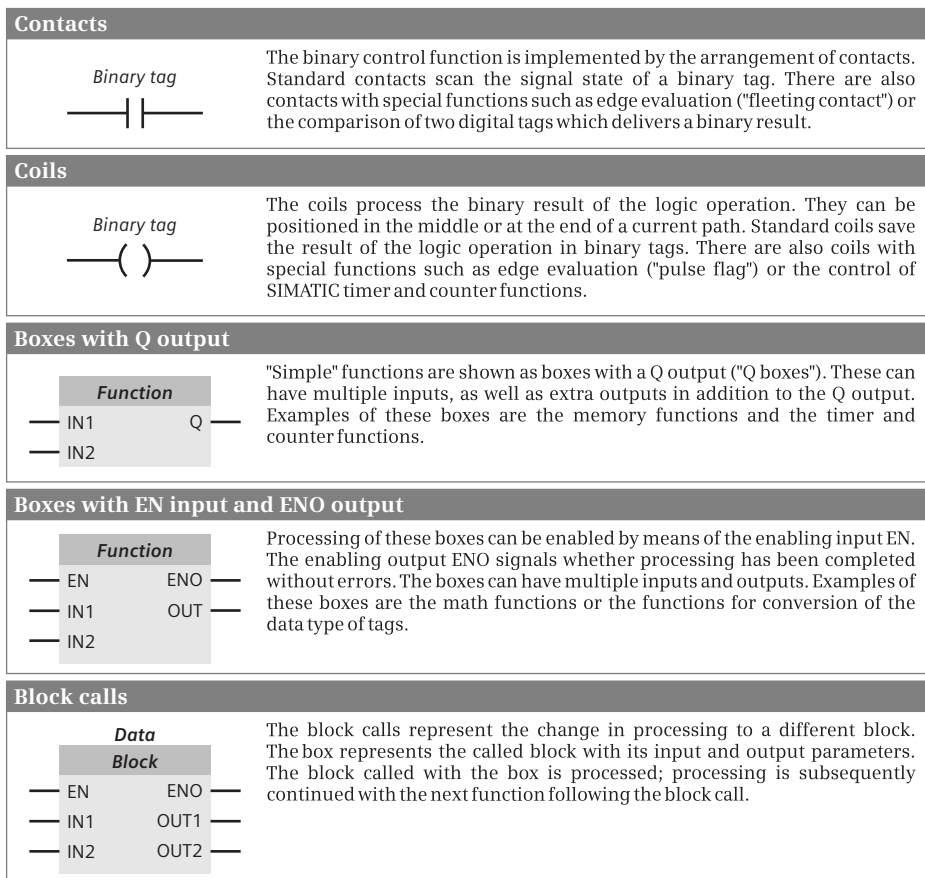 Contacts
Binary tag
The binary control function is implemented by the arrangement of contacts.
Standard contacts scan the signal state of a binary tag. There are also
contacts with special functions such as edge evaluation ("fleeting contact") or
the comparison of two digital tags which delivers a binary result.
Coils
Binary tag
The coils process the binary result of the logic operation. They can be
positioned in the middle or at the end of a current path. Standard coils save
the result of the logic operation in binary tags. There are also coils with
special functions such as edge evaluation ("pulse flag") or the control of
SIMATIC timer and counter functions.
Boxes with Q output
Function
IN1 Q
IN2
"Simple" functions are shown as boxes with a Q output ("Q boxes"). These can
have multiple inputs, as well as extra outputs in addition to the Q output.
Examples of these boxes are the memory functions and the timer and
counter functions.
Boxes with EN input and ENO output
Function
EN ENO
IN1 OUT
IN2
Processing of these boxes can be enabled by means of the enabling input EN.
The enabling output ENO signals whether processing has been completed
without errors. The boxes can have multiple inputs and outputs. Examples of
these boxes are the math functions or the functions for conversion of the
data type of tags.
Block calls
Data
Block
EN ENO
IN1 OUT1
IN2 OUT2
The block calls represent the change in processing to a different block.
The box represents the called block with its input and output parameters.
The block called with the box is processed; processing is subsequently
continued with the next function following the block call.